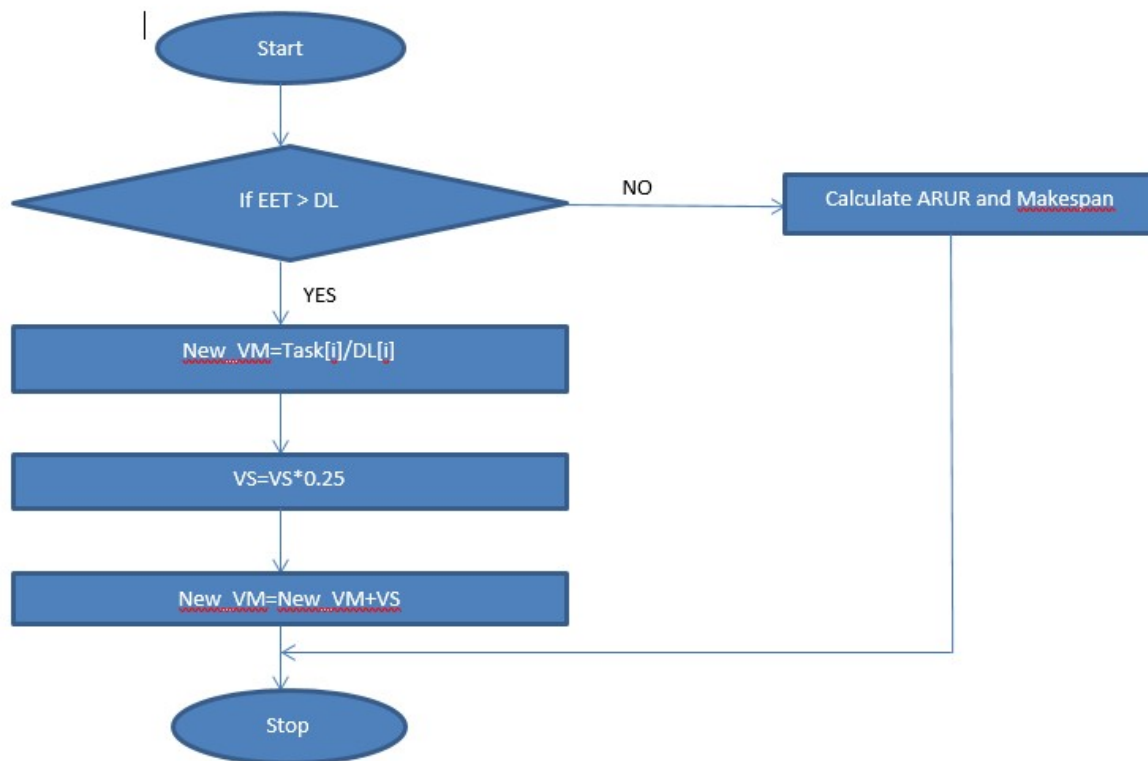 Start
If EET > DL
NO
Calculate ARUR and Makespan
YES
New_VM=Task[i]/DL[i]
VS=VS*0.25
New_VM=New_VM+VS
Stop